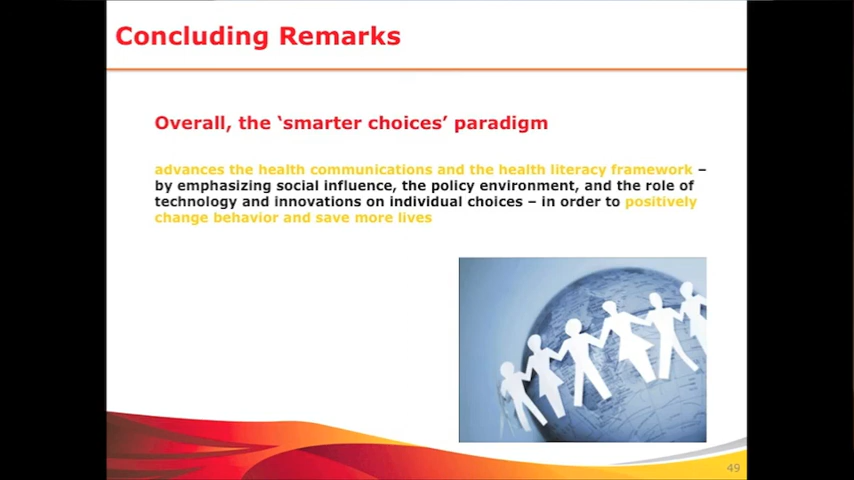 Concluding Remarks
Overall, the ‘smarter choices’ paradigm
advances the health communications and the health literacy framework –
by emphasizing social influence, the policy environment, and the role of
technology and innovations on individual choices – in order to positively
change behavior and save more lives
49